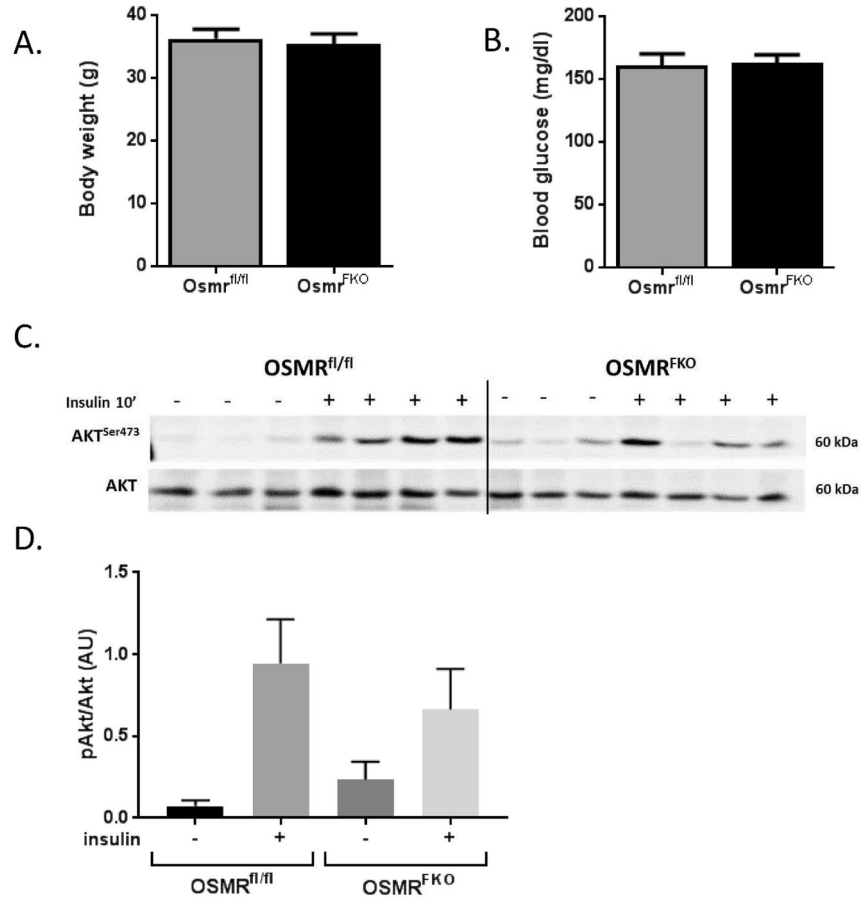 A.
Body weight (g)
40
30
20
10
0
Osmrfl/fl
OsmrFKO
B.
Blood glucose (mg/dl)
200
150
100
50
0
Osmrfl/fl
OsmrFKO
C.
OSMRfl/fl
OSMRFKO
Insulin 10' - - - + + + + - - - + + + +
AKTSer473
60 kDa
AKT
60 kDa
D.
pAkt/Akt (AU)
1.5
1.0
0.5
0.0
insulin - + - +
OSMRfl/fl
OSMRFKO